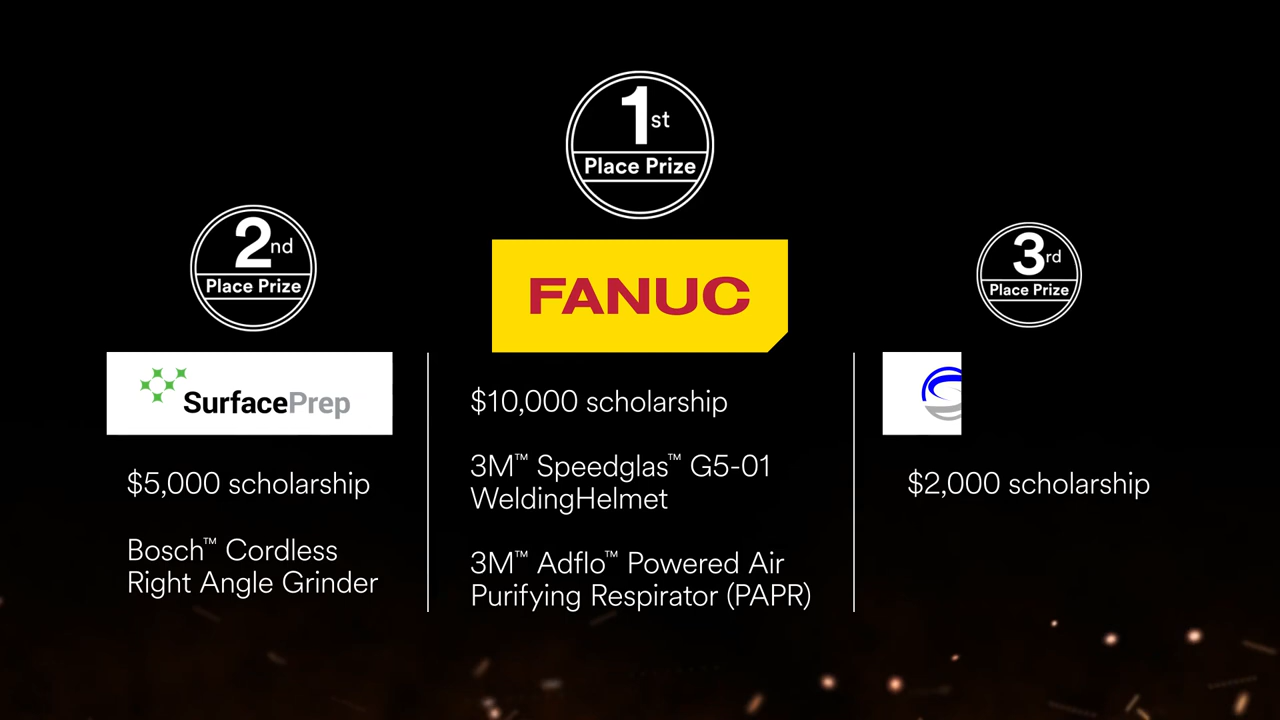 1st
Place Prize
FANUC
$10,000 scholarship
3M™ Speedglas™ G5-01
WeldingHelmet
3M™ Adflo™ Powered Air
Purifying Respirator (PAPR)
2nd
Place Prize
SurfacePrep
$5,000 scholarship
Bosch™ Cordless
Right Angle Grinder
3rd
Place Prize
$2,000 scholarship